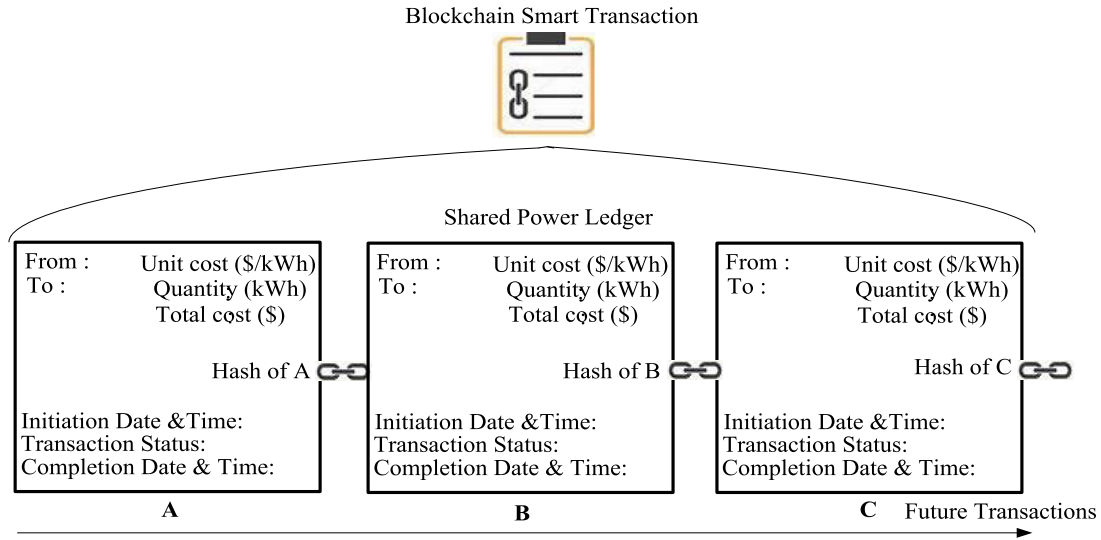 Blockchain Smart Transaction
Shared Power Ledger
From :
To :
Unit cost ($/kWh)
Quantity (kWh)
Total cost ($)
Hash of A
Initiation Date &Time:
Transaction Status:
Completion Date & Time:
A
From :
To :
Unit cost ($/kWh)
Quantity (kWh)
Total cost ($)
Hash of B
Initiation Date &Time:
Transaction Status:
Completion Date & Time:
B
From :
To :
Unit cost ($/kWh)
Quantity (kWh)
Total cost ($)
Hash of C
Initiation Date &Time:
Transaction Status:
Completion Date & Time:
C
Future Transactions